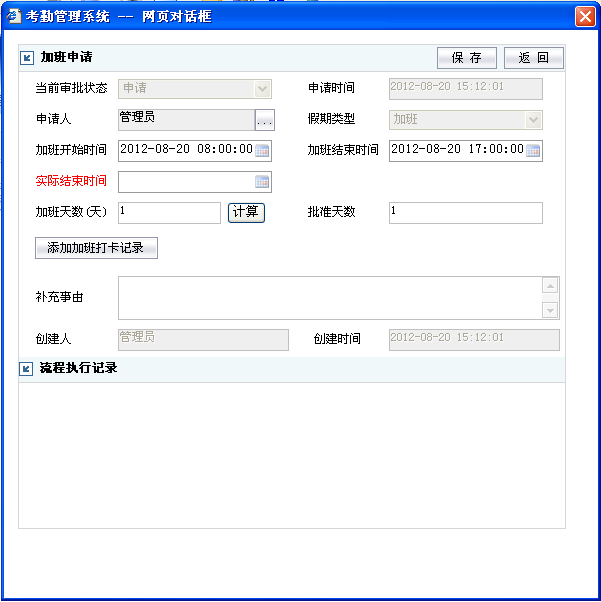 考勤管理系统 -- 网页对话框
加班申请 保 存 返 回
当前审批状态 申请 申请时间 2012-08-20 15:12:01
申请人 管理员 ... 假期类型 加班
加班开始时间 2012-08-20 08:00:00 加班结束时间 2012-08-20 17:00:00
实际结束时间
加班天数(天) 1 计算 批准天数 1
添加加班打卡记录
补充事由
创建人 管理员 创建时间 2012-08-20 15:12:01
流程执行记录